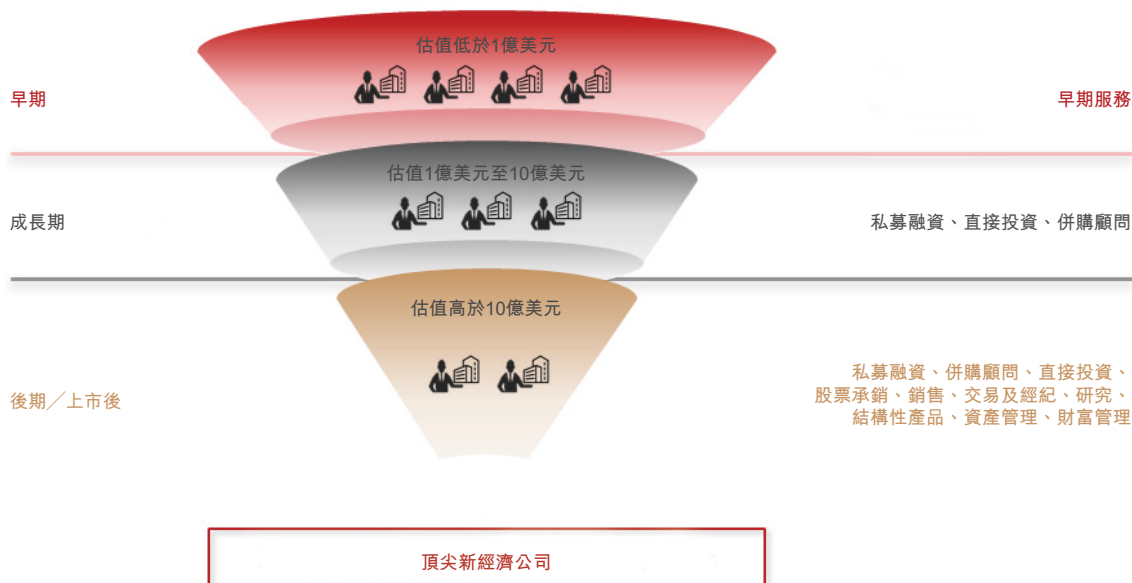 估值低於1億美元
早期
早期服務
估值1億美元至10億美元
成長期
私募融資、直接投資、併購顧問
估值高於10億美元
後期／上市後
私募融資、併購顧問、直接投資、
股票承銷、銷售、交易及經紀、研究、
結構性產品、資產管理、財富管理
頂尖新經濟公司